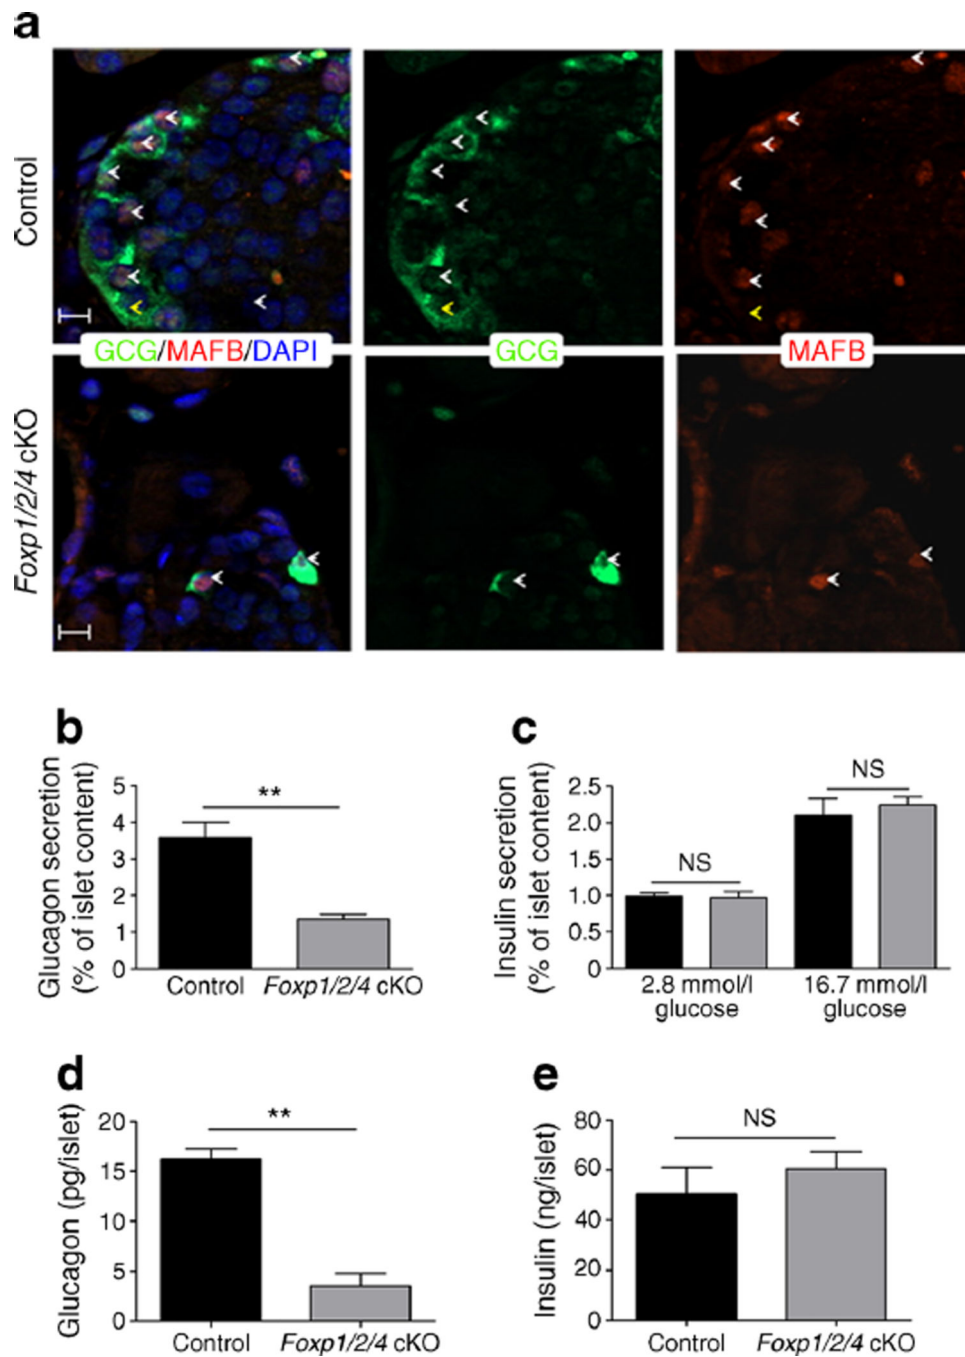 a
Control
GCG/MAFB/DAPI
GCG
MAFB
Foxp1/2/4 cKO
b
Glucagon secretion
(% of islet content)
5
4
3
2
1
0
**
Control
Foxp1/2/4 cKO
c
Insulin secretion
(% of islet content)
2.5
2.0
1.5
1.0
0.5
0
NS
NS
2.8 mmol/l
glucose
16.7 mmol/l
glucose
d
Glucagon (pg/islet)
20
15
10
5
0
**
Control
Foxp1/2/4 cKO
e
Insulin (ng/islet)
80
60
40
20
0
NS
Control
Foxp1/2/4 cKO